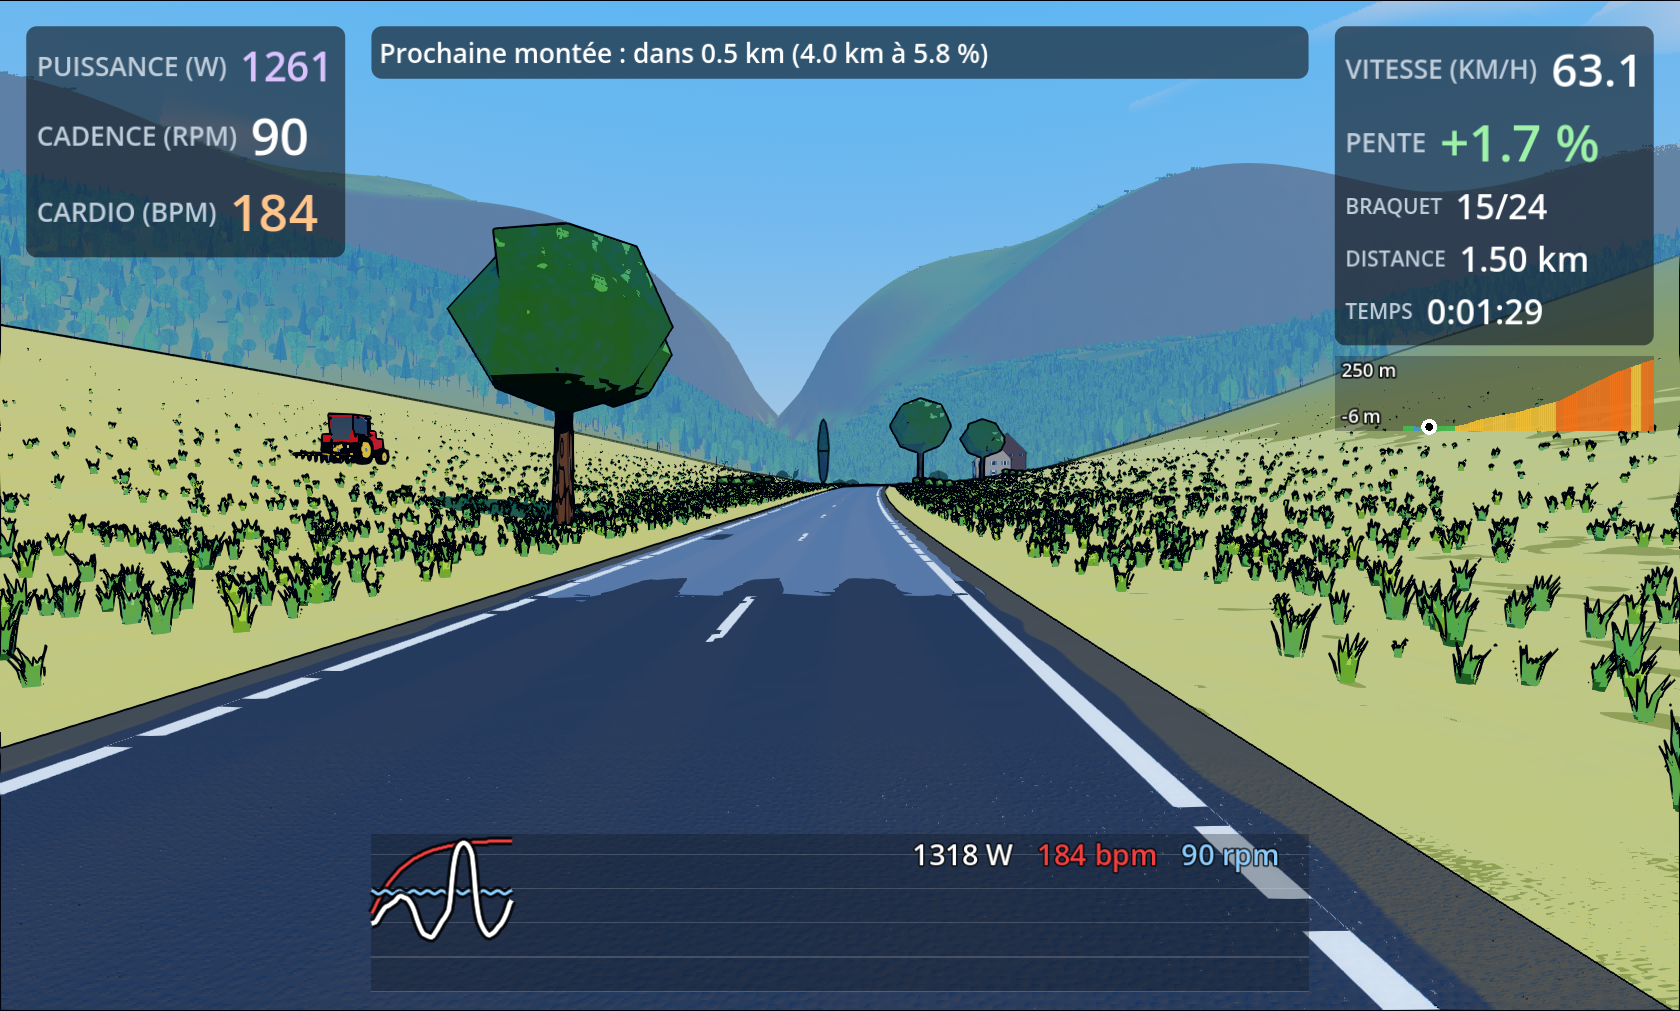 PUISSANCE (W) 1261
CADENCE (RPM) 90
CARDIO (BPM) 184
Prochaine montée : dans 0.5 km (4.0 km à 5.8 %)
VITESSE (KM/H) 63.1
PENTE +1.7 %
BRAQUET 15/24
DISTANCE 1.50 km
TEMPS 0:01:29
250 m
-6 m
1318 W 184 bpm 90 rpm